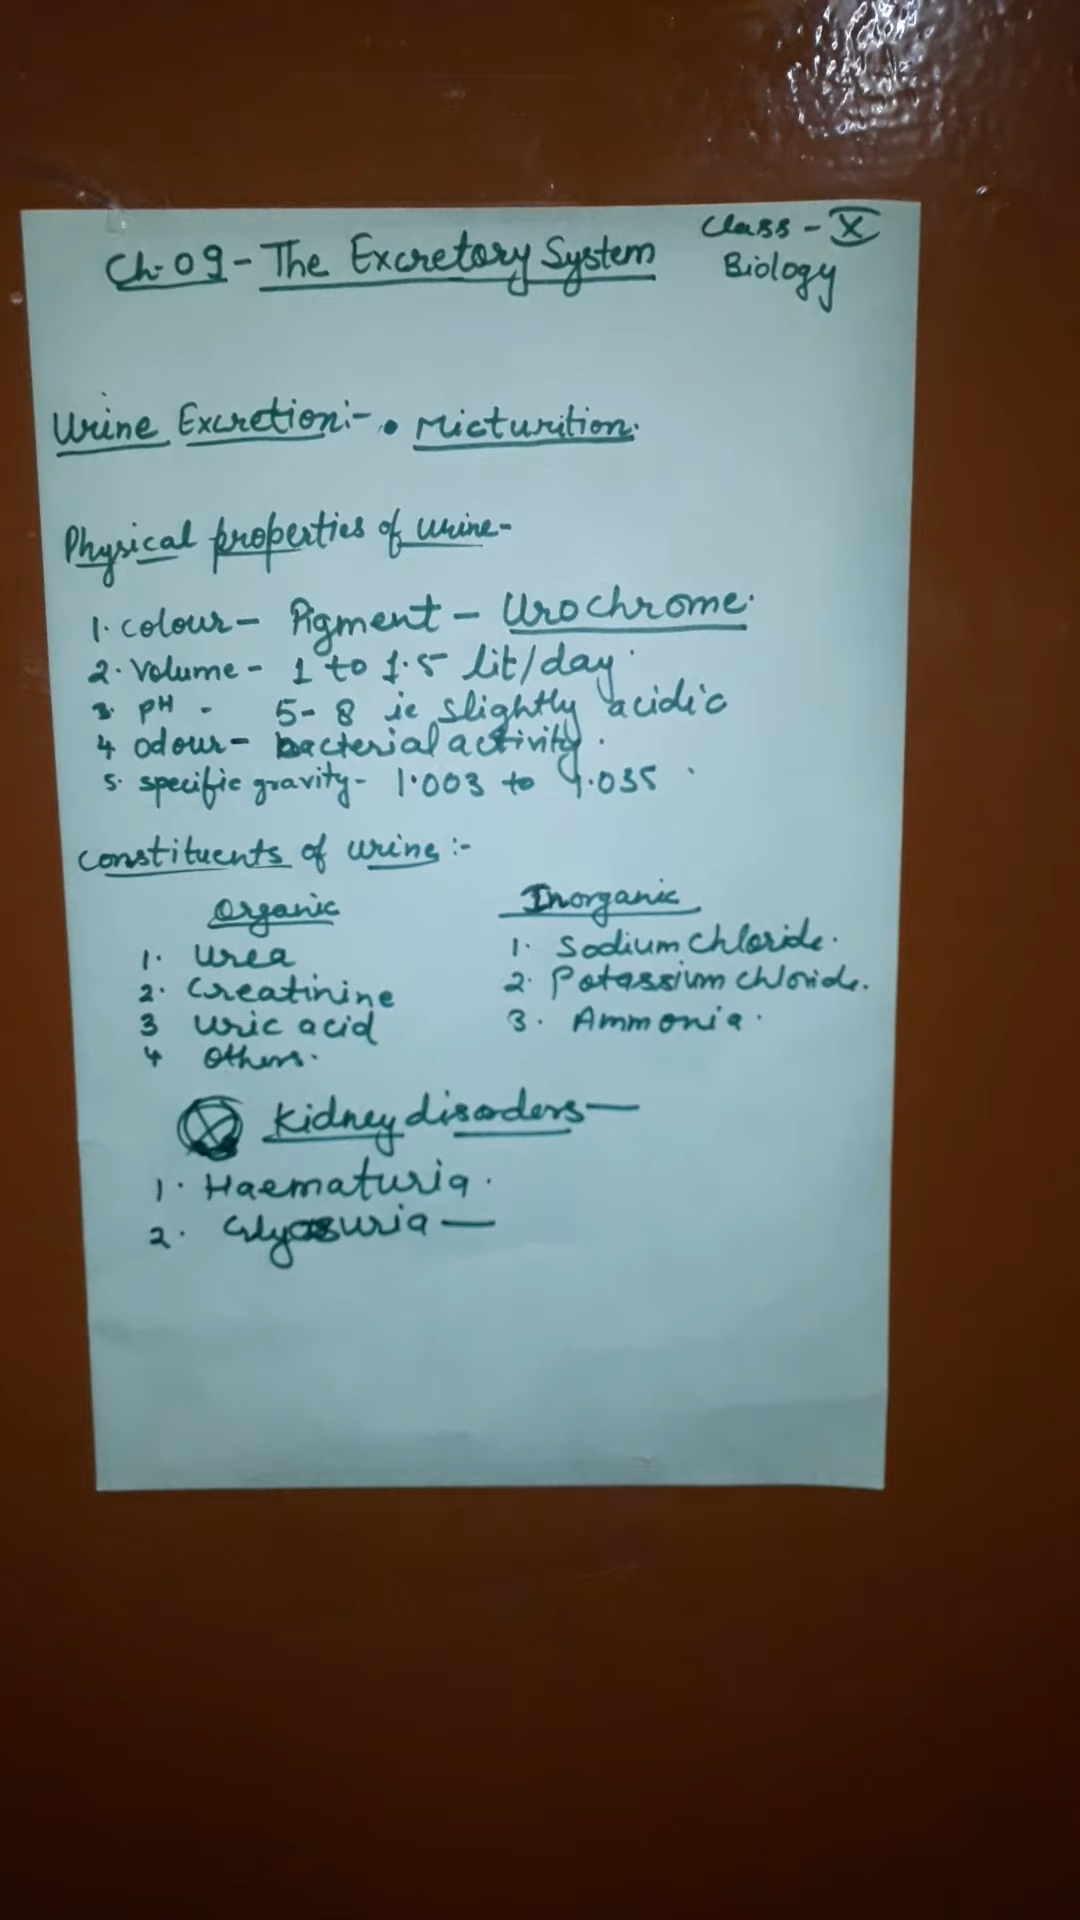 Ch-09 - The Excretory System
Class - X
Biology
Urine Excretion:- • Micturition.
Physical properties of urine-
1. colour - Pigment - Urochrome.
2. Volume - 1 to 1.5 lit/day.
3. pH - 5-8 ie slightly acidic
4 odour - bacterial activity.
5. specific gravity - 1.003 to 1.035
constituents of urine :-
Organic
1. Urea
2. Creatinine
3 Uric acid
4 Others.
Inorganic
1. Sodium Chloride.
2. Potassium chloride.
3. Ammonia.
Kidney disorders —
1. Haematuria.
2.